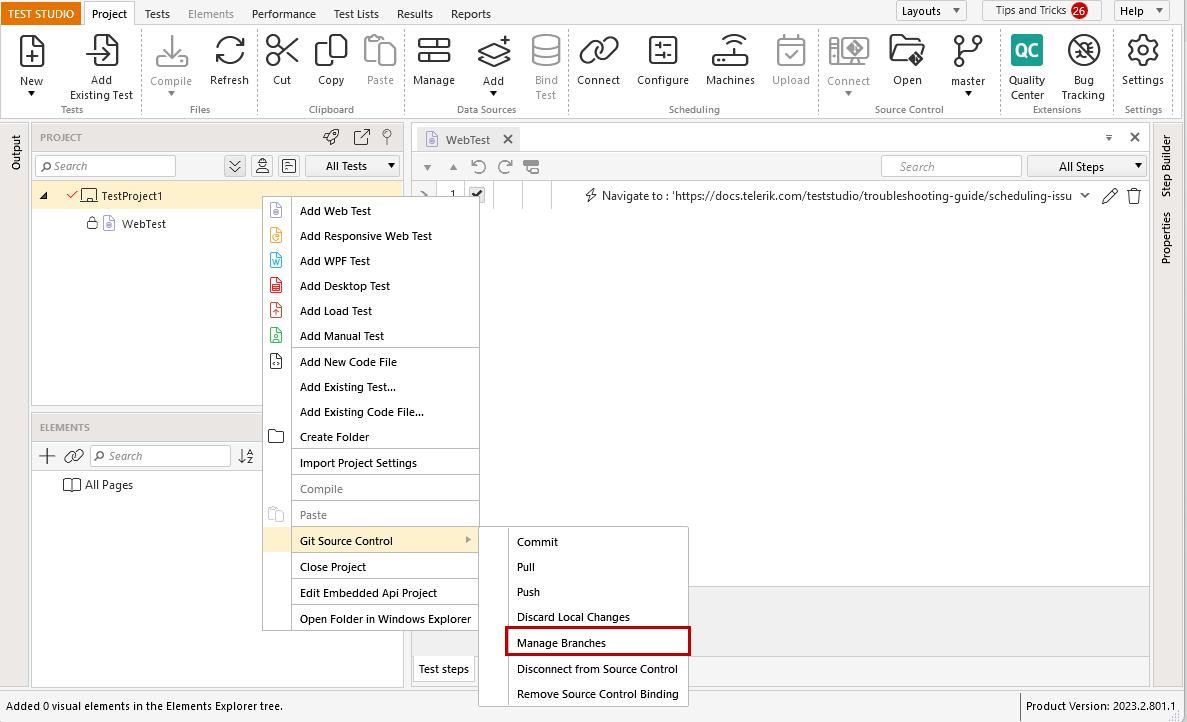 TEST STUDIO
Project
Tests
Elements
Performance
Test Lists
Results
Reports
Layouts
Tips and Tricks 26
Help
New
Add
Existing Test
Tests
Compile
Refresh
Files
Cut
Copy
Paste
Clipboard
Manage
Add
Bind
Test
Data Sources
Connect
Configure
Machines
Upload
Scheduling
Connect
Open
master
Source Control
QC
Quality
Center
Bug
Tracking
Extensions
Settings
Settings
Output
PROJECT
Search
All Tests
TestProject1
WebTest
ELEMENTS
Search
A
Z
All Pages
WebTest
Search
All Steps
1
Navigate to : 'https://docs.telerik.com/teststudio/troubleshooting-guide/scheduling-issu
Step Builder
Properties
Add Web Test
Add Responsive Web Test
W
Add WPF Test
Add Desktop Test
Add Load Test
Add Manual Test
Add New Code File
Add Existing Test...
Add Existing Code File...
Create Folder
Import Project Settings
Compile
Paste
Git Source Control
Close Project
Edit Embedded Api Project
Open Folder in Windows Explorer
Commit
Pull
Push
Discard Local Changes
Manage Branches
Disconnect from Source Control
Remove Source Control Binding
Test steps
Added 0 visual elements in the Elements Explorer tree.
Product Version: 2023.2.801.1